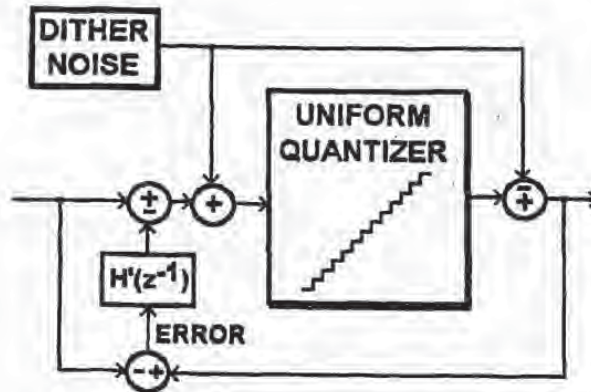 DITHER
NOISE
UNIFORM
QUANTIZER
±
−
+
−
+
H'(z⁻¹)
ERROR
−+